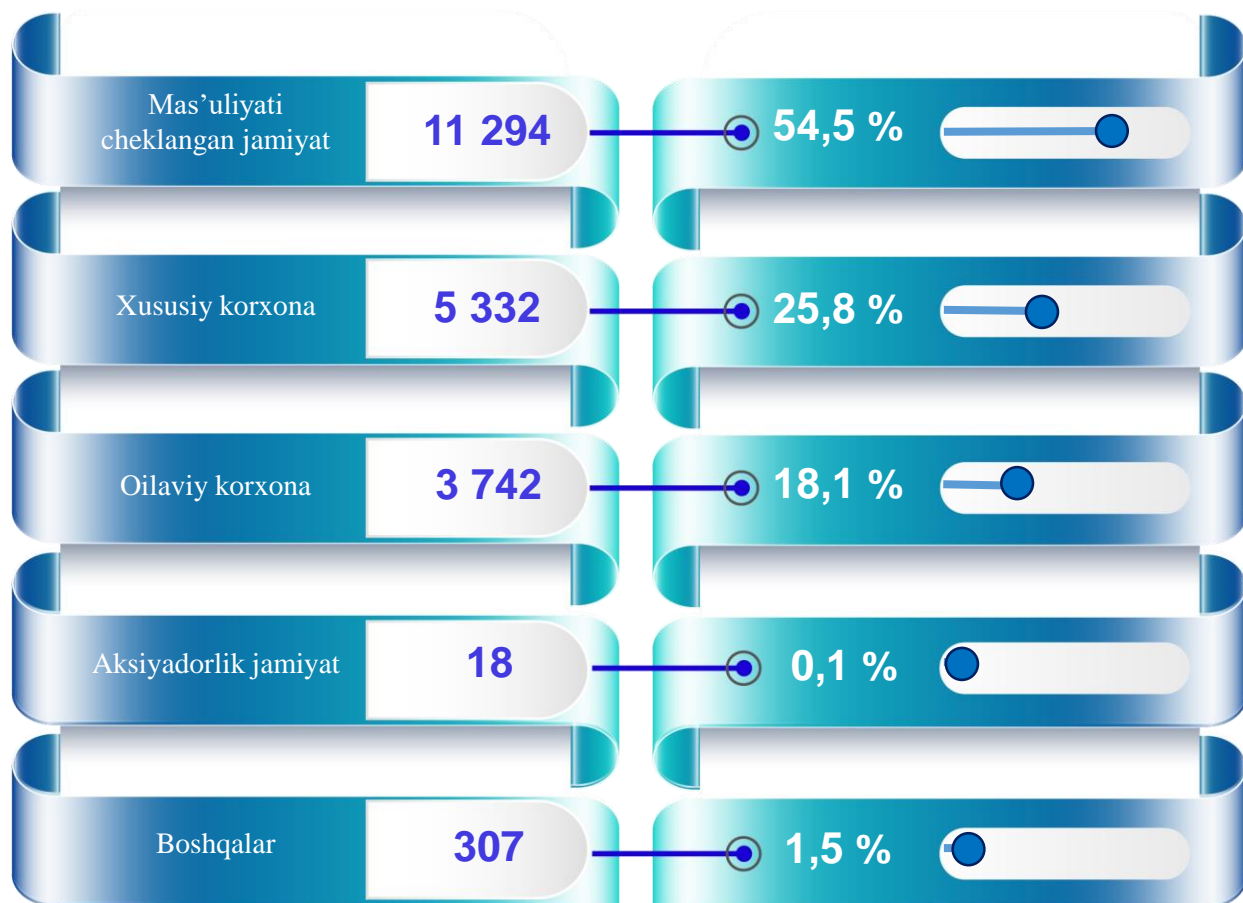 Mas’uliyati
cheklangan jamiyat
11 294
54,5 %
Xususiy korxona
5 332
25,8 %
Oilaviy korxona
3 742
18,1 %
Aksiyadorlik jamiyat
18
0,1 %
Boshqalar
307
1,5 %